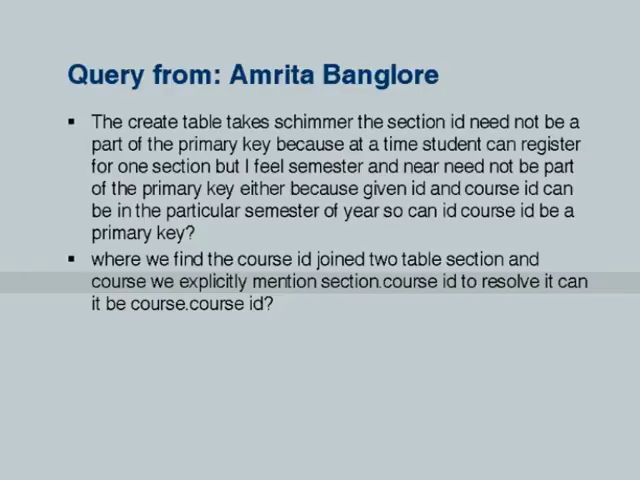 Query from: Amrita Banglore
▪ The create table takes schimmer the section id need not be a
part of the primary key because at a time student can register
for one section but I feel semester and near need not be part
of the primary key either because given id and course id can
be in the particular semester of year so can id course id be a
primary key?
▪ where we find the course id joined two table section and
course we explicitly mention section.course id to resolve it can
it be course.course id?